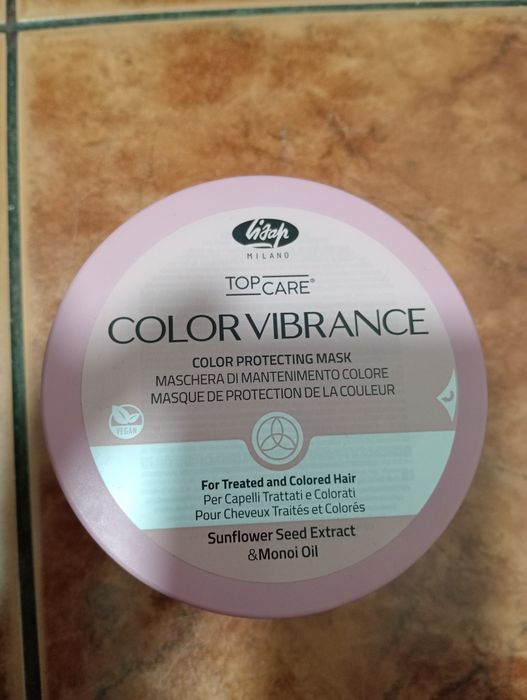 lisap
MILANO
TOP
CARE®
COLOR VIBRANCE
COLOR PROTECTING MASK
MASCHERA DI MANTENIMENTO COLORE
MASQUE DE PROTECTION DE LA COULEUR
VEGAN
For Treated and Colored Hair
Per Capelli Trattati e Colorati
Pour Cheveux Traités et Colorés
Sunflower Seed Extract
&Monoi Oil